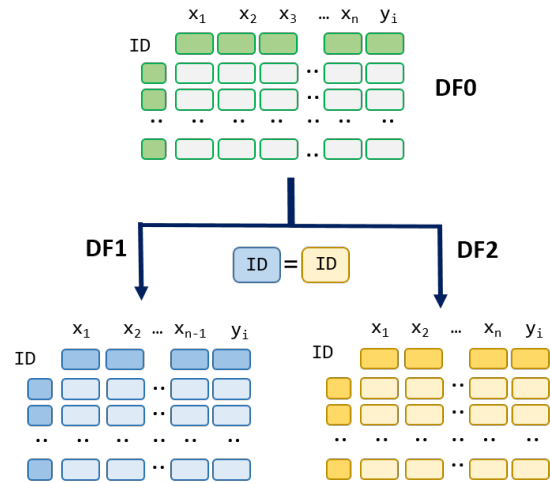 x₁ x₂ x₃ … xₙ yᵢ
ID
DF0
..
..
.. .. .. .. .. ..
..
DF1
DF2
ID = ID
x₁ x₂ … xₙ₋₁ yᵢ
ID
..
..
.. .. .. .. .. ..
..
x₁ x₂ … xₙ yᵢ
ID
..
..
.. .. .. .. .. ..
..